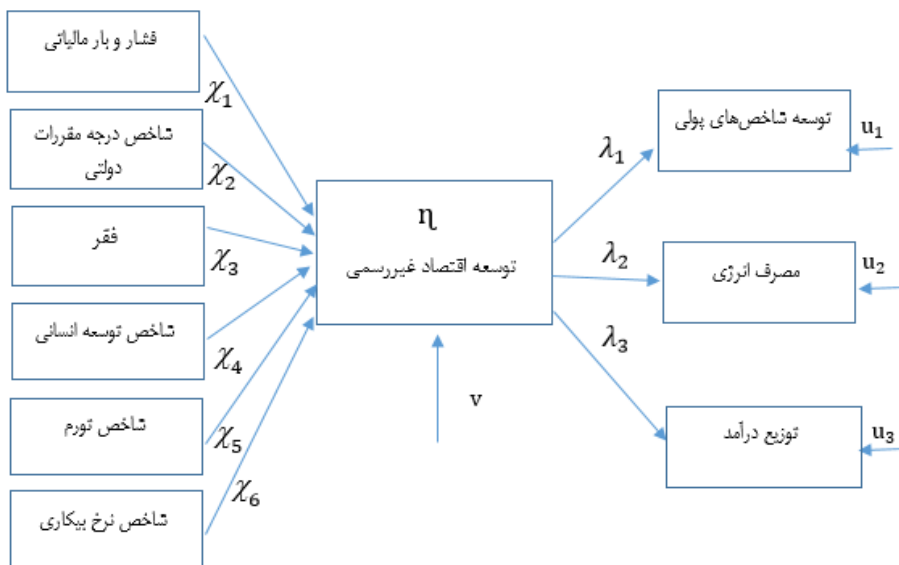 فشار و بار مالیاتی
χ1
شاخص درجه مقررات
دولتی
χ2
فقر
χ3
شاخص توسعه انسانی
χ4
شاخص تورم
χ5
شاخص نرخ بیکاری
χ6
η
توسعه اقتصاد غیررسمی
v
λ1
توسعه شاخص‌های پولی
u1
λ2
مصرف انرژی
u2
λ3
توزیع درآمد
u3